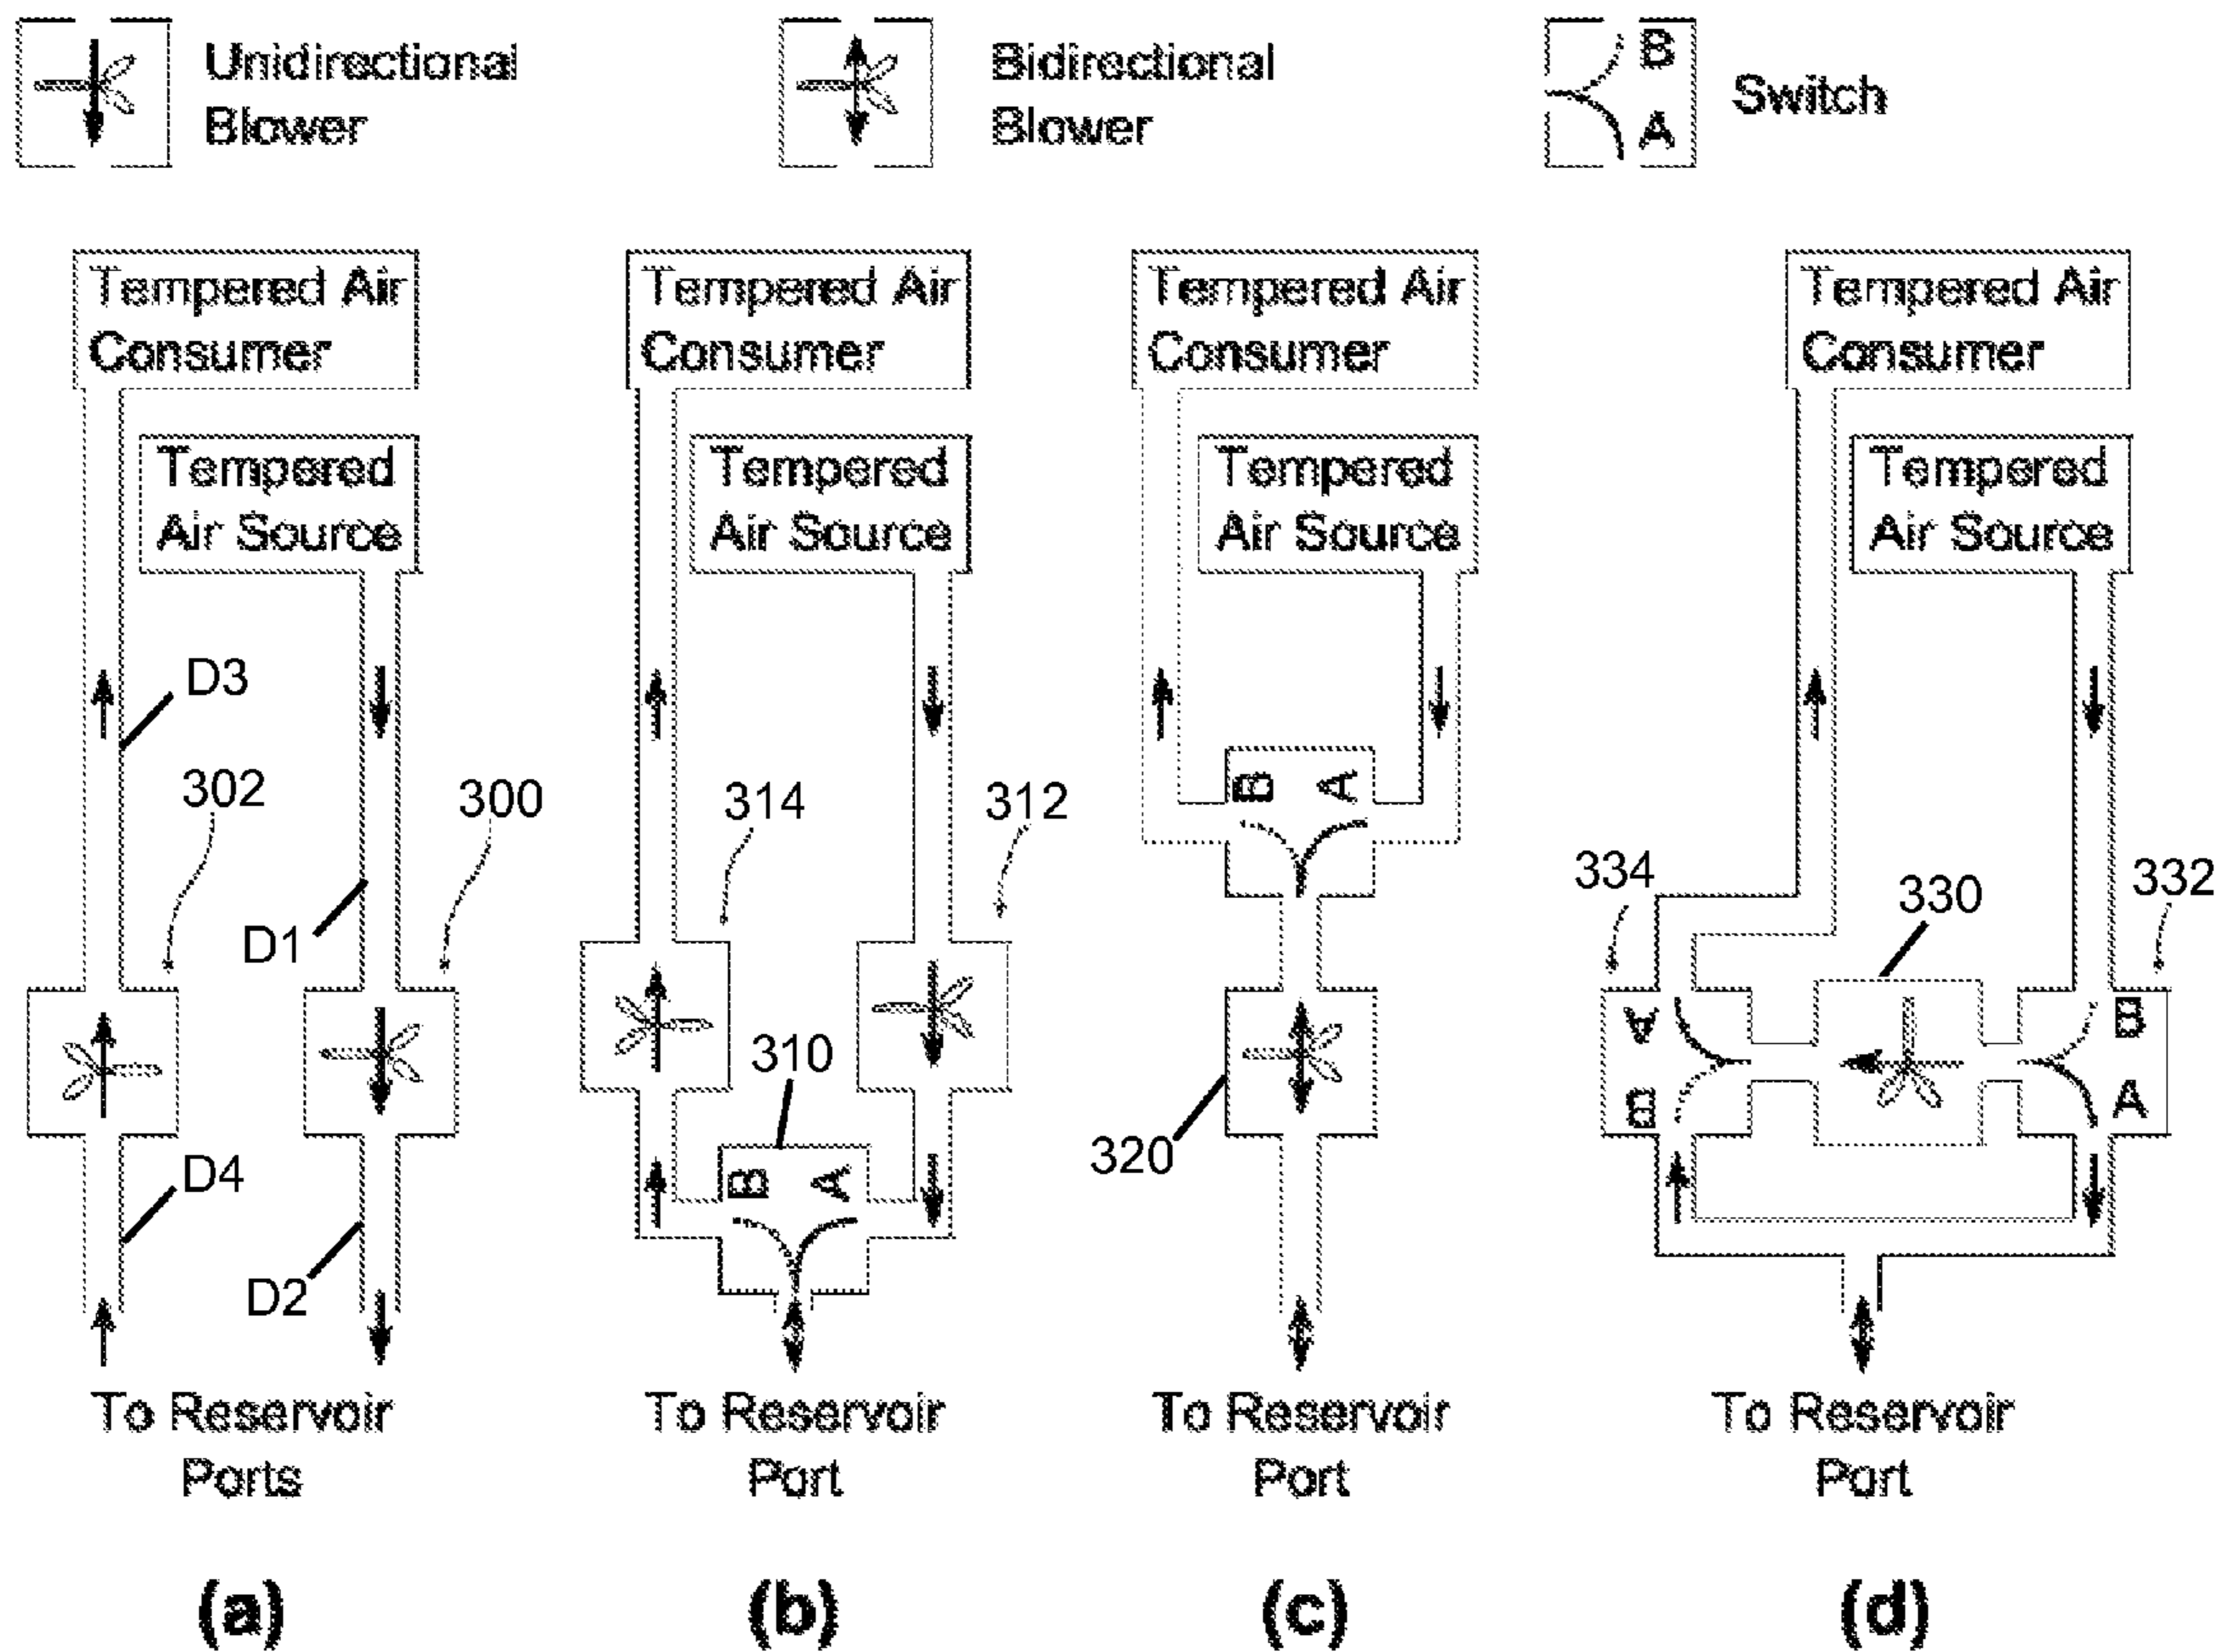 Unidirectional
Blower
Bidirectional
Blower
B
A
Switch
Tempered Air
Consumer
Tempered
Air Source
D3
302
300
D1
D4
D2
To Reservoir
Ports
(a)
Tempered Air
Consumer
Tempered
Air Source
314
312
310
B A
To Reservoir
Port
(b)
Tempered Air
Consumer
Tempered
Air Source
B A
320
To Reservoir
Port
(c)
Tempered Air
Consumer
Tempered
Air Source
334
330
332
A
B
B
A
To Reservoir
Port
(d)